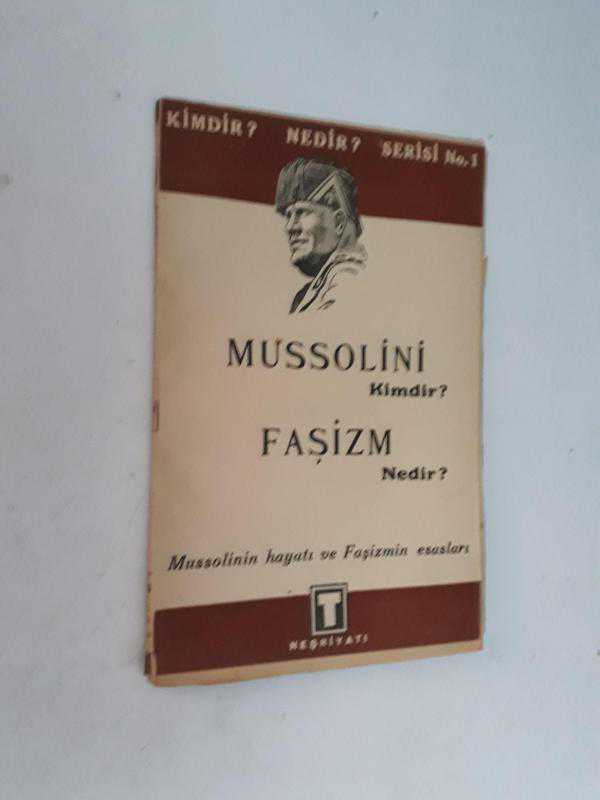 KİMDİR? NEDİR? SERİSİ No.1
MUSSOLİNİ
Kimdir?
FAŞİZM
Nedir?
Mussolinin hayatı ve Faşizmin esasları
T
NEŞRİYATI